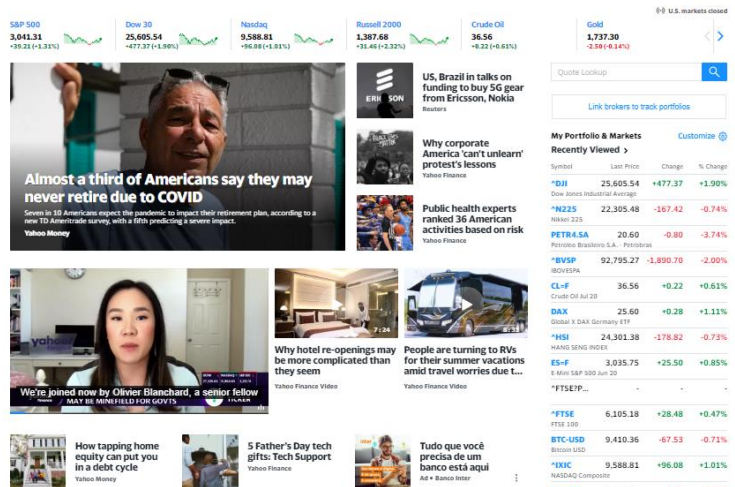 U.S. markets closed
S&P 500
3,041.31
+39.21 (+1.31%)
Dow 30
25,605.54
+477.37 (+1.90%)
Nasdaq
9,588.81
+96.08 (+1.01%)
Russell 2000
1,387.68
+31.46 (+2.32%)
Crude Oil
36.56
+0.22 (+0.61%)
Gold
1,737.30
-2.50 (-0.14%)
Almost a third of Americans say they may
never retire due to COVID
Seven in 10 Americans expect the pandemic to impact their retirement plan, according to a
new TD Ameritrade survey, with a fifth predicting a severe impact.
Yahoo Money
US, Brazil in talks on
funding to buy 5G gear
from Ericsson, Nokia
Reuters
Why corporate
America 'can't unlearn'
protest's lessons
Yahoo Finance
Public health experts
ranked 36 American
activities based on risk
Yahoo Finance
We're joined now by Olivier Blanchard, a senior fellow
MAY BE MINEFIELD FOR GOVTS
7:24
Why hotel re-openings may
be more complicated than
they seem
Yahoo Finance Video
People are turning to RVs
for their summer vacations
amid travel worries due t...
Yahoo Finance Video
How tapping home
equity can put you
in a debt cycle
Yahoo Money
5 Father's Day tech
gifts: Tech Support
Yahoo Finance
Tudo que você
precisa de um
banco está aqui
Ad • Banco Inter
Quote Lookup
Link brokers to track portfolios
My Portfolio & Markets Customize
Recently Viewed >
Symbol Last Price Change % Change
^DJI 25,605.54 +477.37 +1.90%
Dow Jones Industrial Average
^N225 22,305.48 -167.42 -0.74%
Nikkei 225
PETR4.SA 20.60 -0.80 -3.74%
Petroleo Brasileiro S.A. - Petrobras
^BVSP 92,795.27 -1,890.70 -2.00%
IBOVESPA
CL=F 36.56 +0.22 +0.61%
Crude Oil Jul 20
DAX 25.60 +0.28 +1.11%
Global X DAX Germany ETF
^HSI 24,301.38 -178.82 -0.73%
HANG SENG INDEX
ES=F 3,035.75 +25.50 +0.85%
E-Mini S&P 500 Jun 20
^FTSE?P... - - -
^FTSE 6,105.18 +28.48 +0.47%
FTSE 100
BTC-USD 9,410.36 -67.53 -0.71%
Bitcoin USD
^IXIC 9,588.81 +96.08 +1.01%
NASDAQ Composite